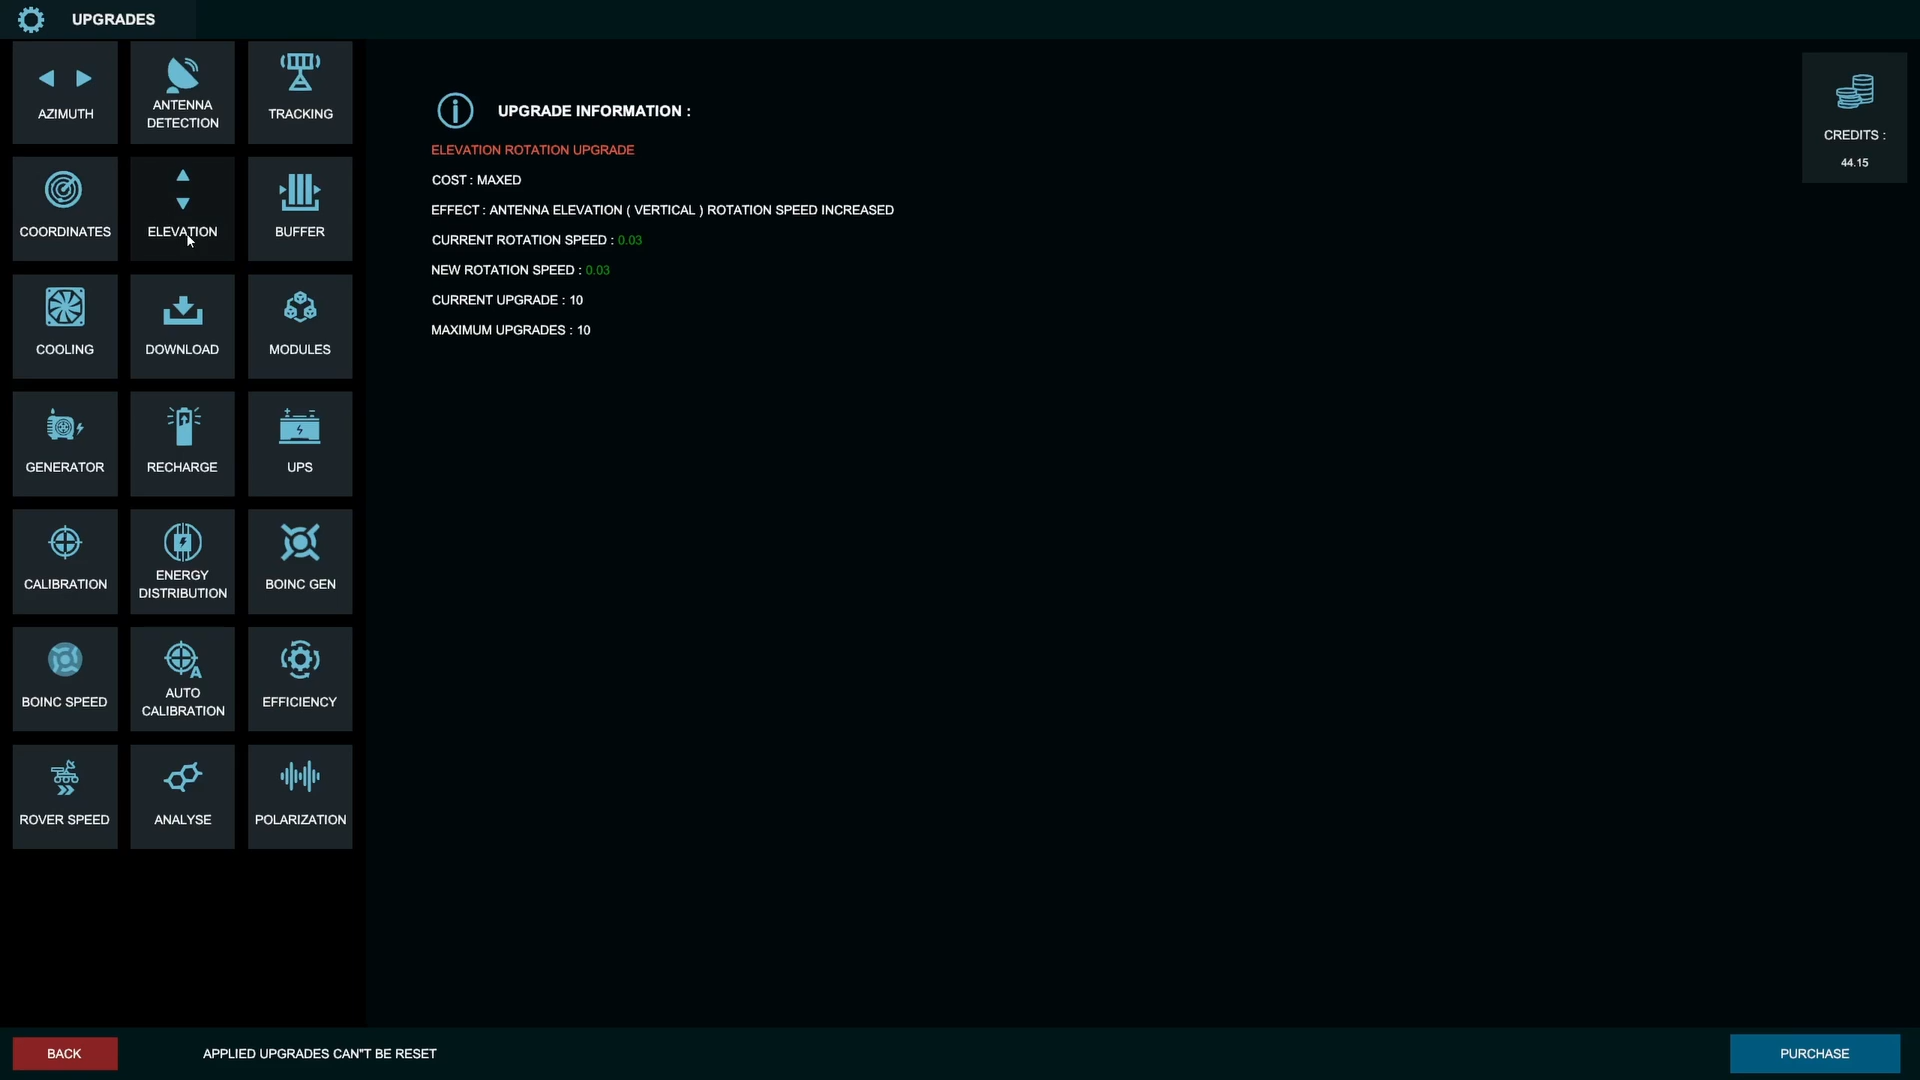 UPGRADES
AZIMUTH
ANTENNA
DETECTION
TRACKING
COORDINATES
ELEVATION
BUFFER
COOLING
DOWNLOAD
MODULES
GENERATOR
RECHARGE
UPS
CALIBRATION
ENERGY
DISTRIBUTION
BOINC GEN
BOINC SPEED
AUTO
CALIBRATION
EFFICIENCY
ROVER SPEED
ANALYSE
POLARIZATION
UPGRADE INFORMATION :
ELEVATION ROTATION UPGRADE
COST : MAXED
EFFECT : ANTENNA ELEVATION ( VERTICAL ) ROTATION SPEED INCREASED
CURRENT ROTATION SPEED : 0.03
NEW ROTATION SPEED : 0.03
CURRENT UPGRADE : 10
MAXIMUM UPGRADES : 10
CREDITS :
44.15
BACK
APPLIED UPGRADES CAN"T BE RESET
PURCHASE